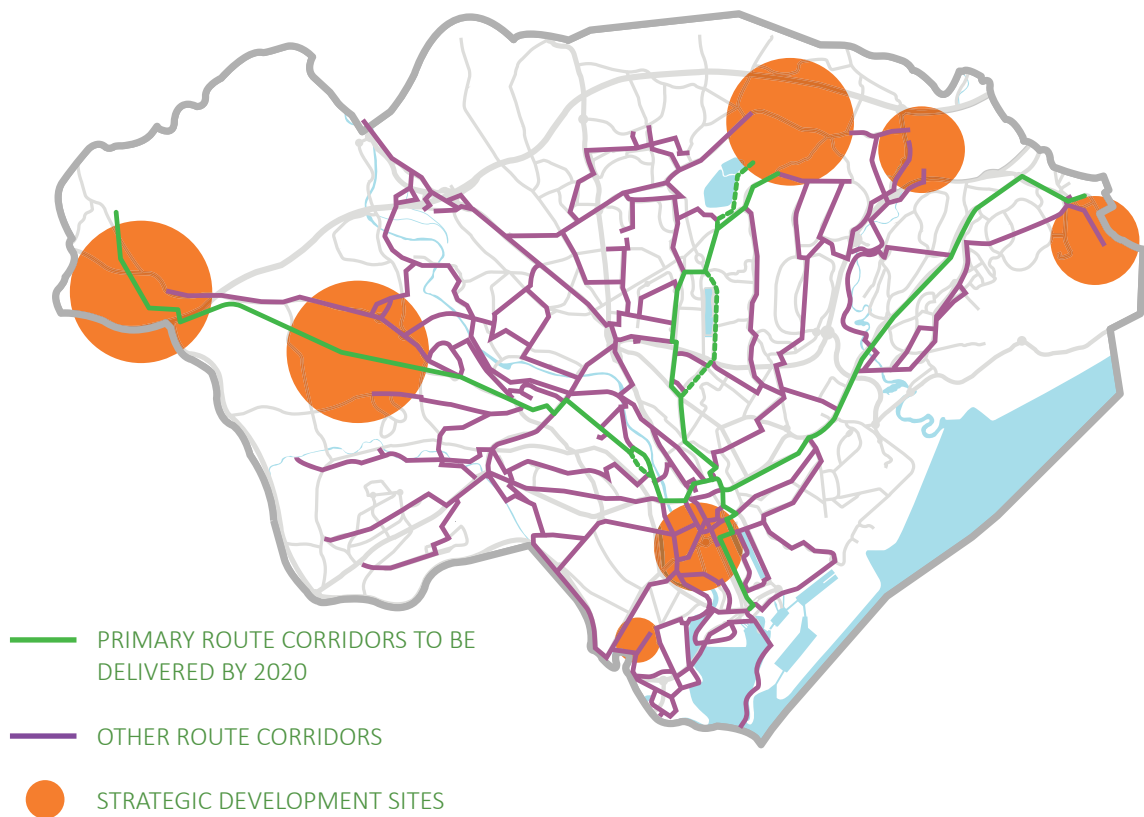 PRIMARY ROUTE CORRIDORS TO BE
DELIVERED BY 2020
OTHER ROUTE CORRIDORS
STRATEGIC DEVELOPMENT SITES